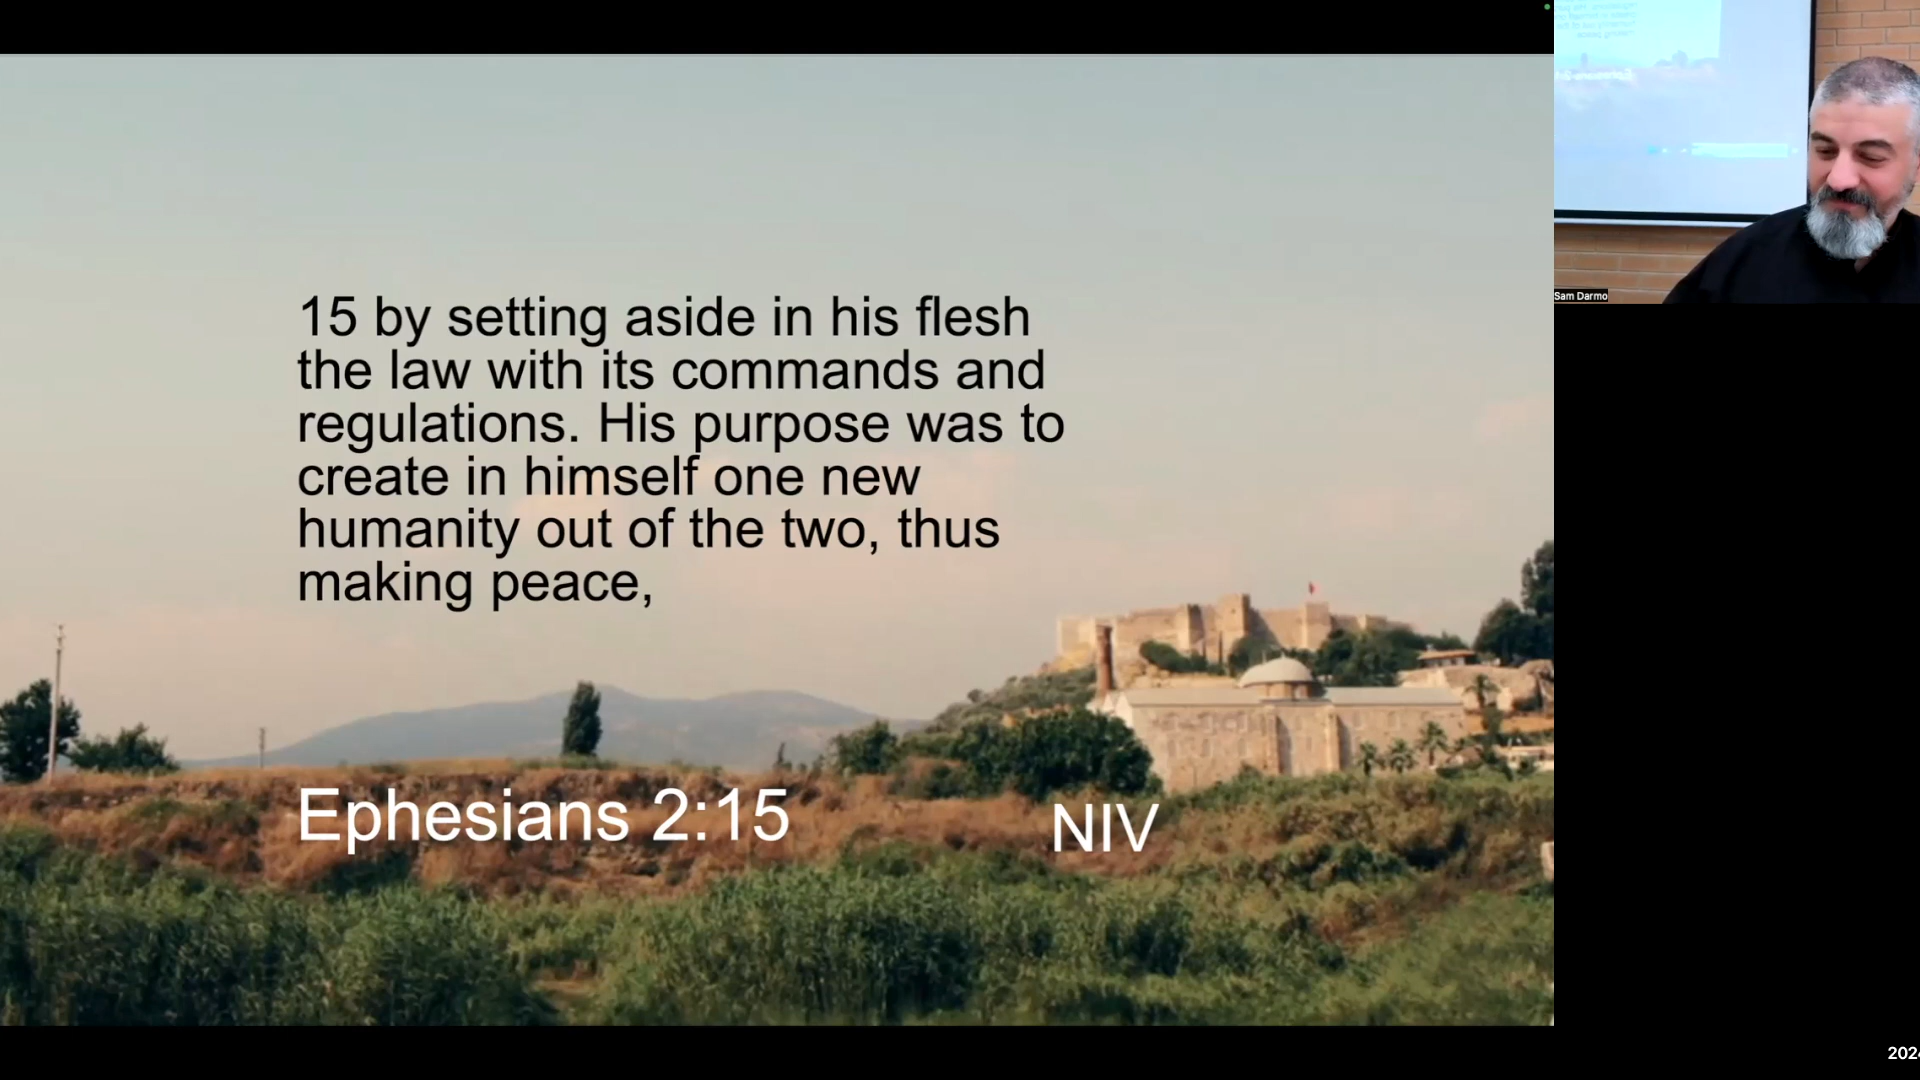 15 by setting aside in his flesh
the law with its commands and
regulations. His purpose was to
create in himself one new
humanity out of the two, thus
making peace,
Ephesians 2:15
NIV
Sam Darmo